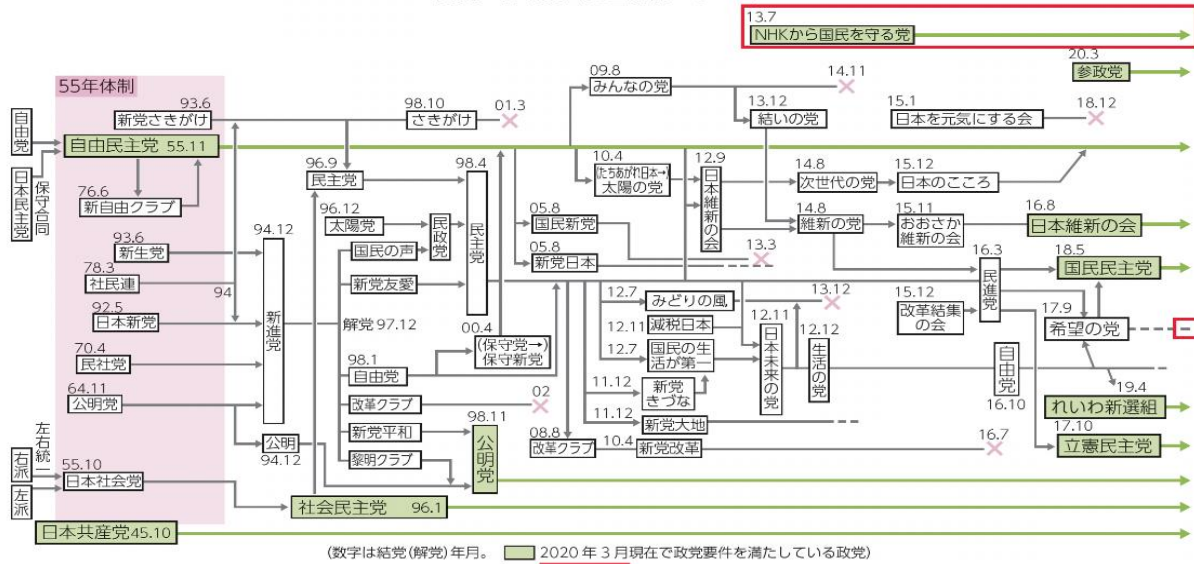 13.7
NHKから国民を守る党
20.3
参政党
55年体制
09.8
みんなの党
14.11
93.6
新党さきがけ
98.10
さきがけ
01.3
13.12
結いの党
15.1
日本を元気にする会
18.12
自由党
自由民主党 55.11
日本民主党
保守合同
76.6
新自由クラブ
96.9
民主党
98.4
民主党
10.4
(たちあがれ日本→)
太陽の党
12.9
日本維新の会
14.8
次世代の党
15.12
日本のこころ
96.12
太陽党
民政党
国民の声
05.8
国民新党
13.3
14.8
維新の党
15.11
おおさか
維新の会
16.8
日本維新の会
93.6
新生党
94.12
新進党
05.8
新党日本
16.3
民進党
18.5
国民民主党
78.3
社民連
94
新党友愛
12.7
みどりの風
13.12
15.12
改革結集
の会
17.9
希望の党
92.5
日本新党
解党 97.12
00.4
(保守党→)
保守新党
12.11
減税日本
12.11
日本未来の党
12.12
生活の党
12.7
国民の生
活が第一
自由党
16.10
70.4
民社党
98.1
自由党
11.12
新党
きづな
19.4
れいわ新選組
64.11
公明党
改革クラブ
02
11.12
新党大地
17.10
立憲民主党
公明
94.12
新党平和
98.11
公明党
08.8
改革クラブ
10.4
新党改革
16.7
黎明クラブ
左右統一
右派
左派
55.10
日本社会党
社会民主党 96.1
日本共産党45.10
(数字は結党(解党)年月。 2020年3月現在で政党要件を満たしている政党)